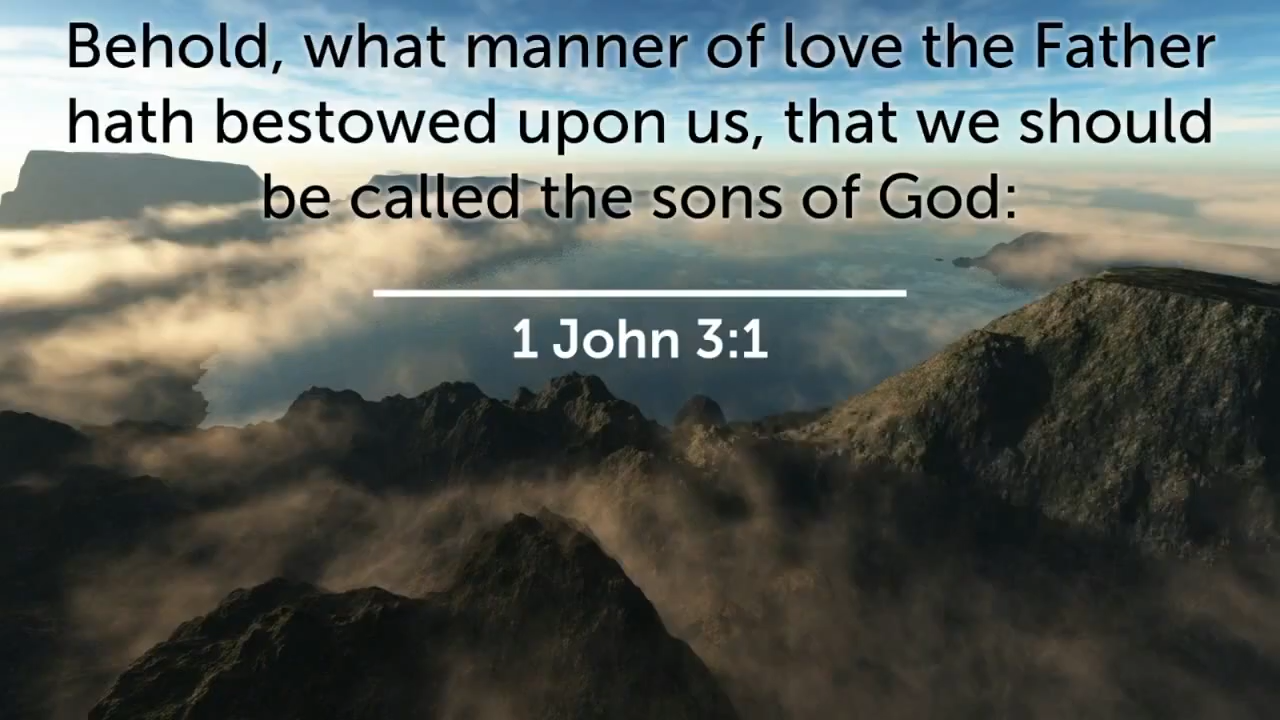 Behold, what manner of love the Father
hath bestowed upon us, that we should
be called the sons of God:
1 John 3:1